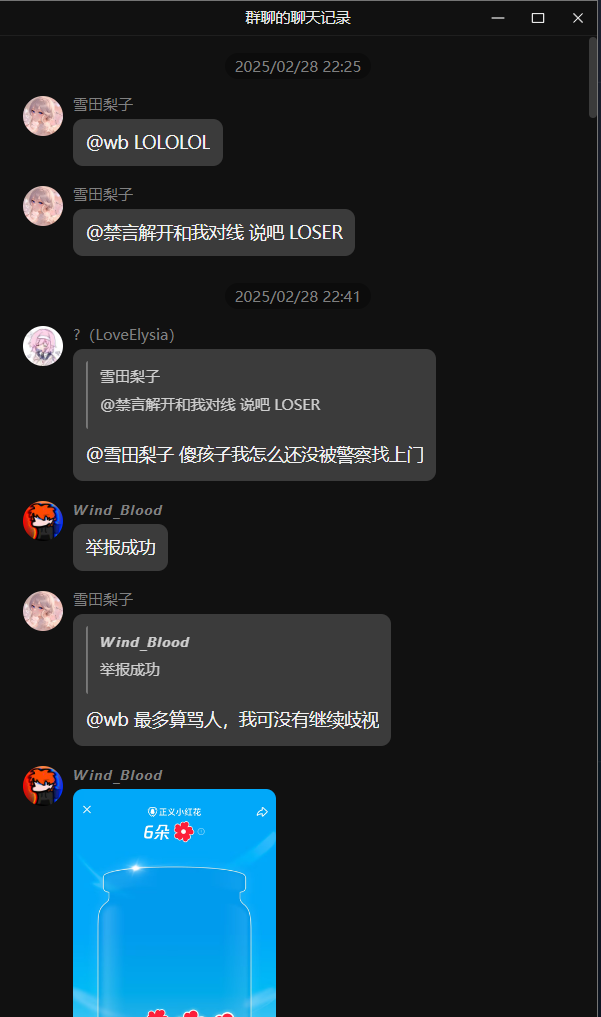 群聊的聊天记录
2025/02/28 22:25
雪田梨子
@wb LOLOLOL
雪田梨子
@禁言解开和我对线 说吧 LOSER
2025/02/28 22:41
?（LoveElysia）
雪田梨子
@禁言解开和我对线 说吧 LOSER
@雪田梨子 傻孩子我怎么还没被警察找上门
Wind_Blood
举报成功
雪田梨子
Wind_Blood
举报成功
@wb 最多算骂人，我可没有继续歧视
Wind_Blood
正义小红花
6朵